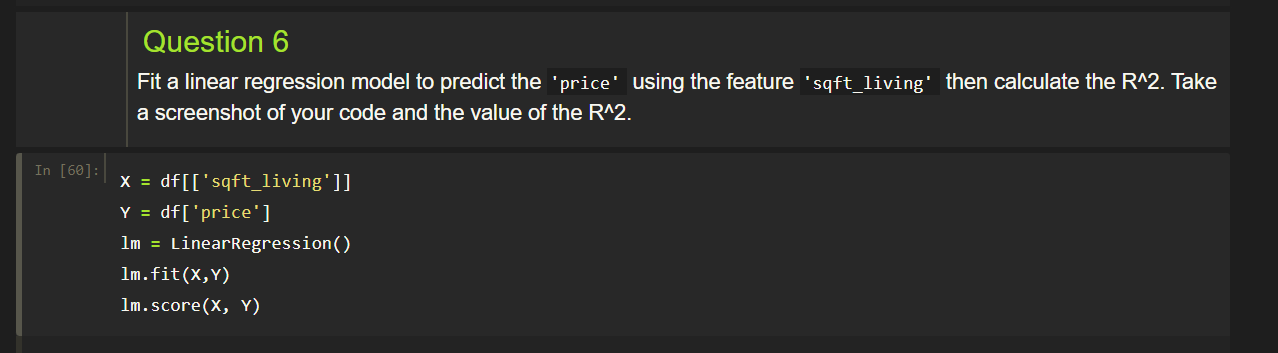 Question 6
Fit a linear regression model to predict the 'price' using the feature 'sqft_living' then calculate the R^2. Take
a screenshot of your code and the value of the R^2.
In [60]:
X = df[['sqft_living']]
Y = df['price']
lm = LinearRegression()
lm.fit(X,Y)
lm.score(X, Y)